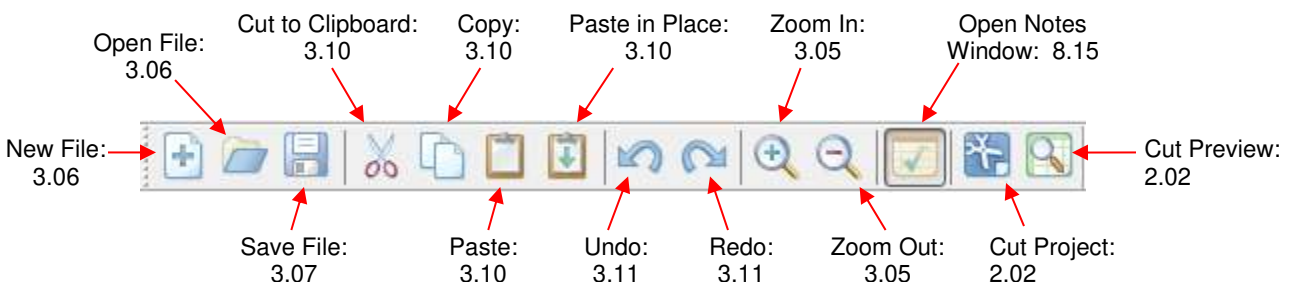 Open File:
3.06
Cut to Clipboard:
3.10
Copy:
3.10
Paste in Place:
3.10
Zoom In:
3.05
Open Notes
Window: 8.15
New File:
3.06
Cut Preview:
2.02
Save File:
3.07
Paste:
3.10
Undo:
3.11
Redo:
3.11
Zoom Out:
3.05
Cut Project:
2.02